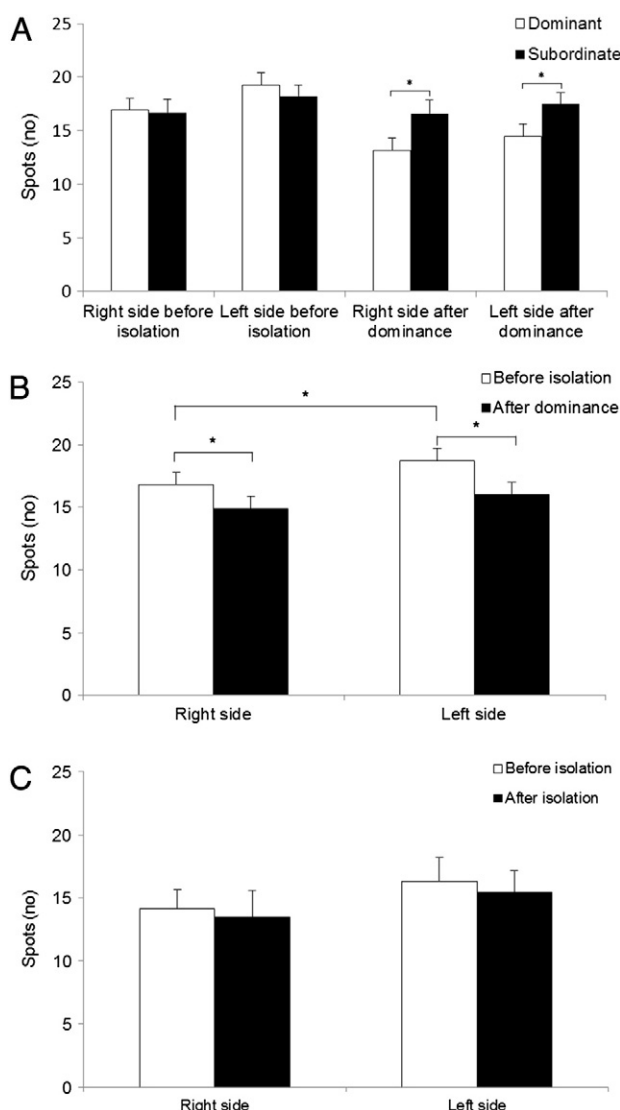 A
Dominant
Subordinate
Spots (no)
25
20
15
10
5
0
*
*
Right side before
isolation
Left side before
isolation
Right side after
dominance
Left side after
dominance
B
Before isolation
After dominance
Spots (no)
25
20
15
10
5
0
*
*
*
Right side
Left side
C
Before isolation
After isolation
Spots (no)
25
20
15
10
5
0
Right side
Left side